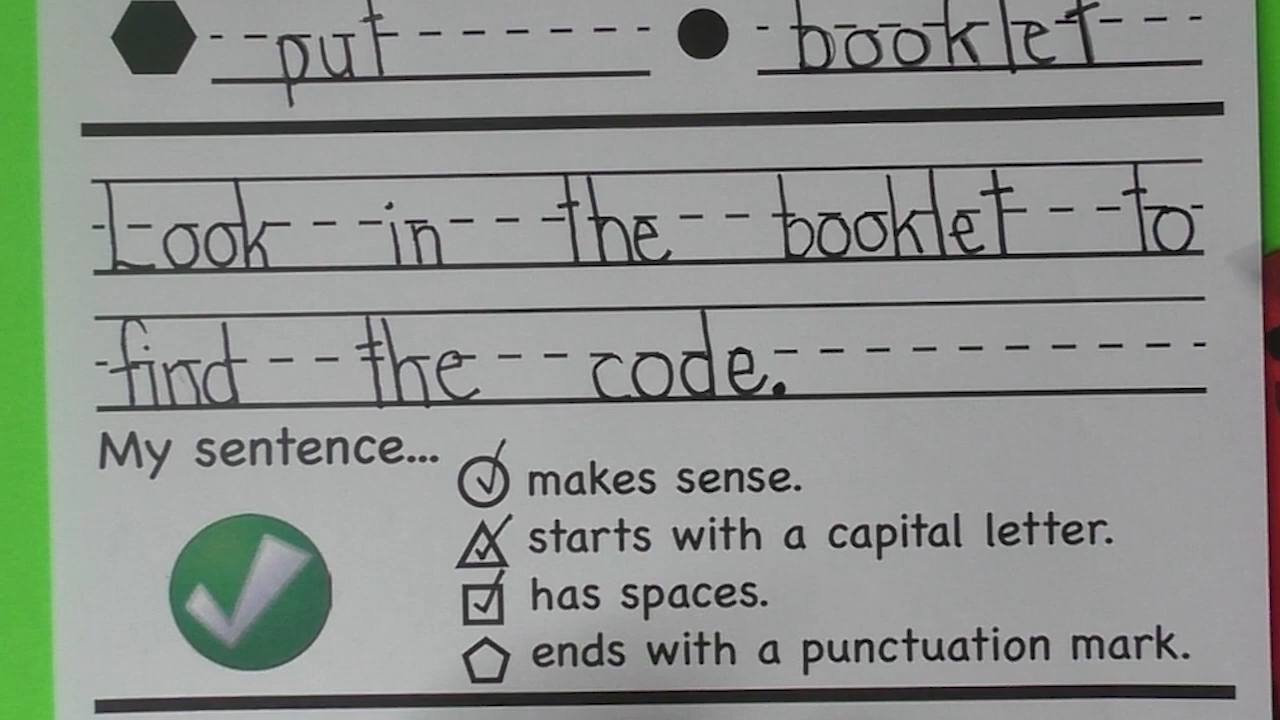 put booklet
Look in the booklet to
find the code.
My sentence...
makes sense.
starts with a capital letter.
has spaces.
ends with a punctuation mark.